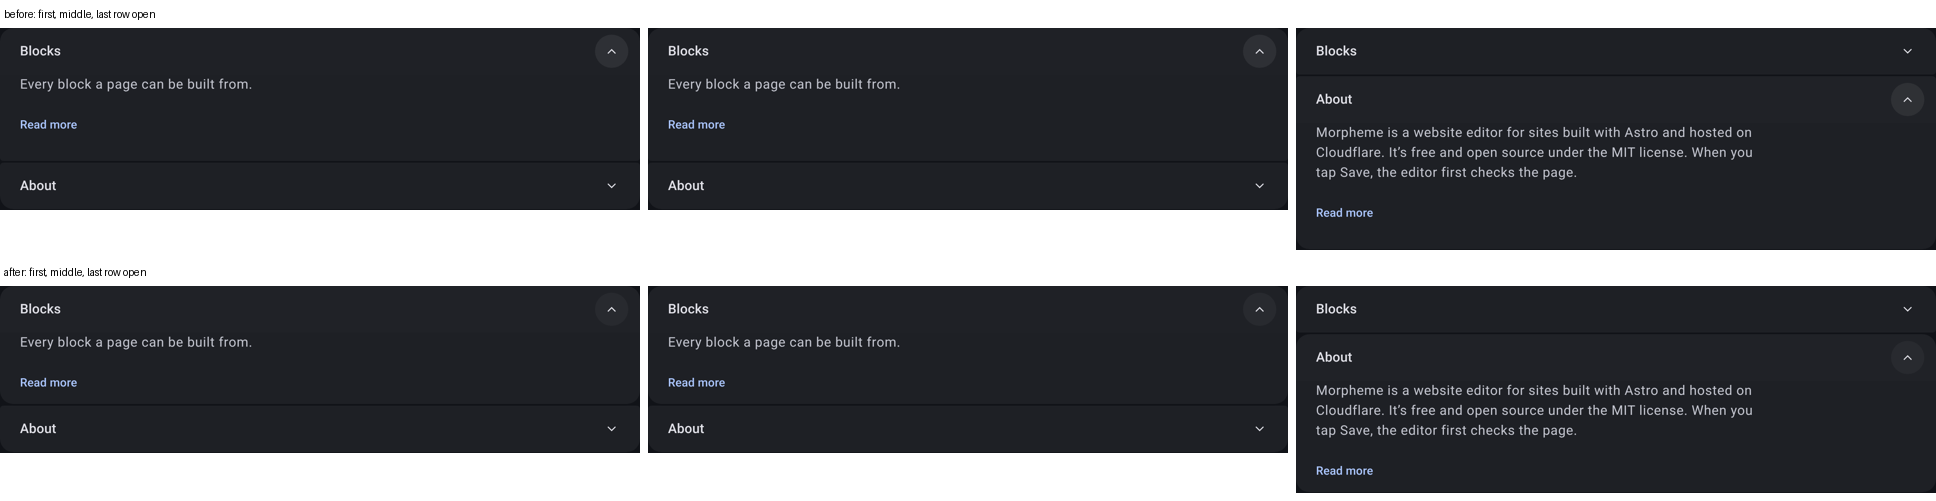 before: first, middle, last row open
Blocks
Every block a page can be built from.
Read more
About
Blocks
Every block a page can be built from.
Read more
About
Blocks
About
Morpheme is a website editor for sites built with Astro and hosted on
Cloudflare. It’s free and open source under the MIT license. When you
tap Save, the editor first checks the page.
Read more
after: first, middle, last row open
Blocks
Every block a page can be built from.
Read more
About
Blocks
Every block a page can be built from.
Read more
About
Blocks
About
Morpheme is a website editor for sites built with Astro and hosted on
Cloudflare. It’s free and open source under the MIT license. When you
tap Save, the editor first checks the page.
Read more